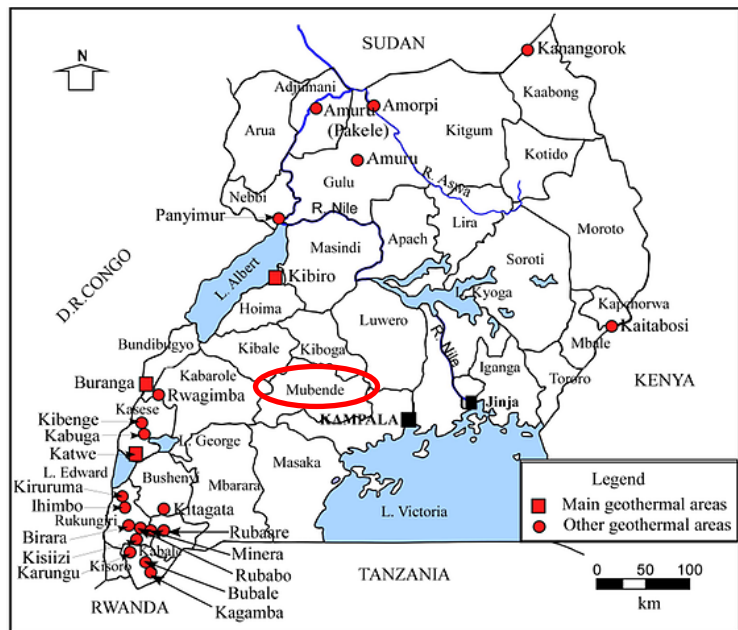 SUDAN
N
Kanangorok
Adjumani
Kaabong
Amuru
(Pakele)
Amorpi
Arua
Kitgum
Kotido
Amuru
R. Aswa
Gulu
Nebbi
R. Nile
Panyimur
Lira
Moroto
Apach
Masindi
Soroti
D.R.CONGO
L. Albert
Kibiro
L. Kyoga
Kapchorwa
Hoima
Luwero
Kaitabosi
Bundibugyo
R. Nile
Mbale
Kibale
Kiboga
Iganga
Tororo
Kabarole
Buranga
Rwagimba
Mubende
KENYA
Jinja
Kasese
Kibenge
KAMPALA
Kabuga
L. George
Katwe
Masaka
L. Edward
Bushenyi
Mbarara
Legend
Kiruruma
Main geothermal areas
Ihimbo
Kitagata
L. Victoria
Rukungiri
Other geothermal areas
Birara
Rubaare
Kisiizi
Minera
Kabale
Karungu
Kisoro
Rubabo
TANZANIA
Bubale
0 50 100
RWANDA
Kagamba
km